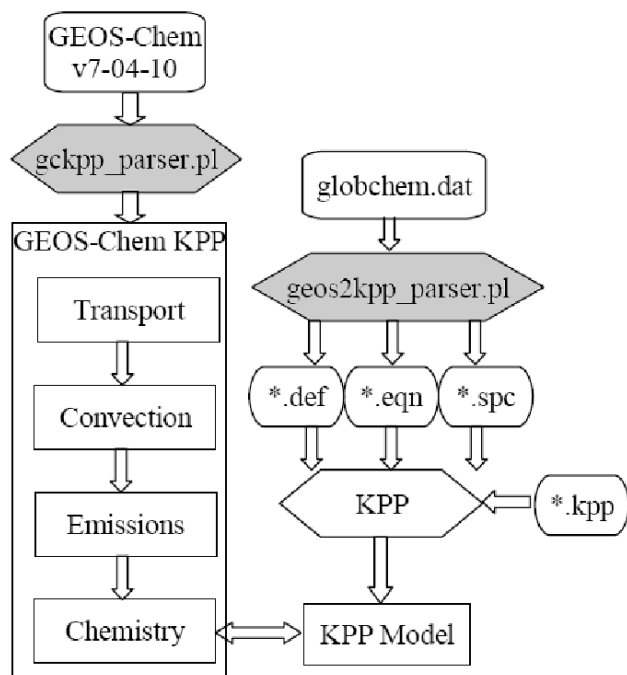 GEOS-Chem
v7-04-10
gckpp_parser.pl
GEOS-Chem KPP
Transport
Convection
Emissions
Chemistry
globchem.dat
geos2kpp_parser.pl
*.def
*.eqn
*.spc
KPP
*.kpp
KPP Model